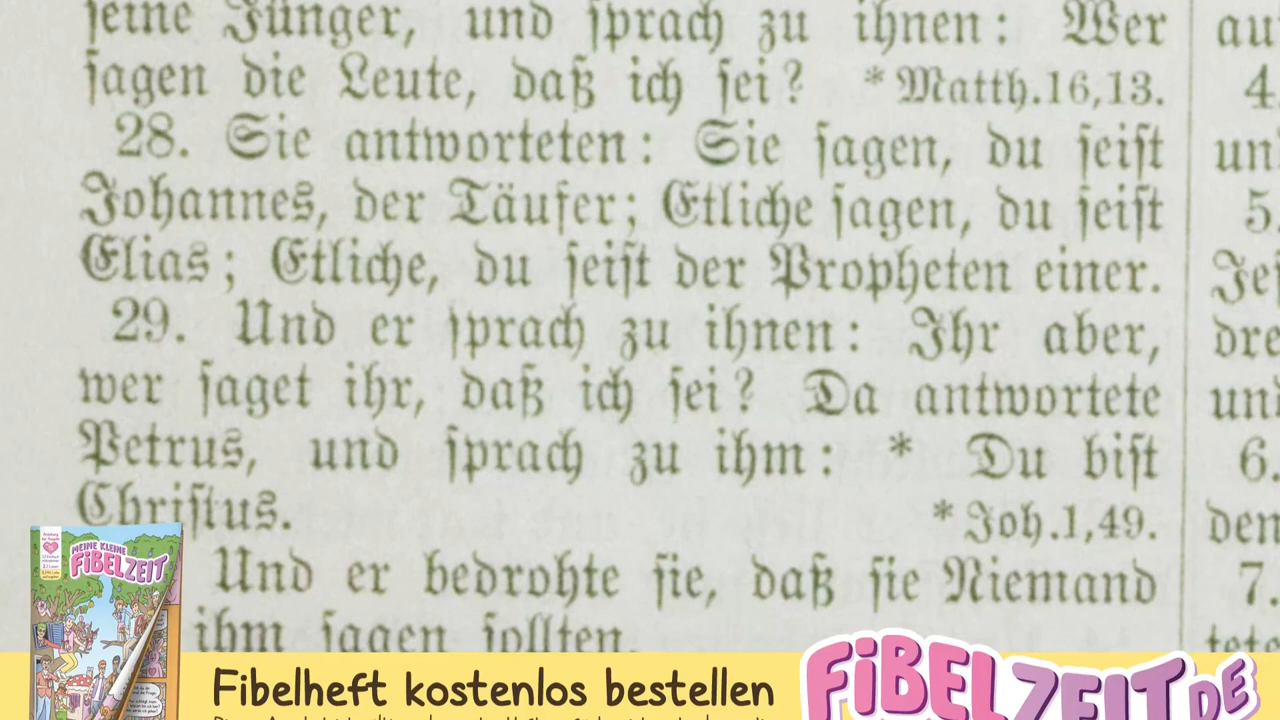 seine Jünger, und sprach zu ihnen: Wer
sagen die Leute, daß ich sei? *Matth.16,13.
28. Sie antworteten: Sie sagen, du seist
Johannes, der Täufer; Etliche sagen, du seist
Elias; Etliche, du seist der Propheten einer.
29. Und er sprach zu ihnen: Ihr aber,
wer saget ihr, daß ich sei? Da antwortete
Petrus, und sprach zu ihm: * Du bist
Christus. *Joh.1,49.
Und er bedrohte sie, daß sie Niemand
ihm sagen sollten.
au
4
un
5.
Jes
dre
und
6.
den
7.
tete
MEINE KLEINE
FiBELZEIT
Fibelheft kostenlos bestellen
FiBELZEIT.DE